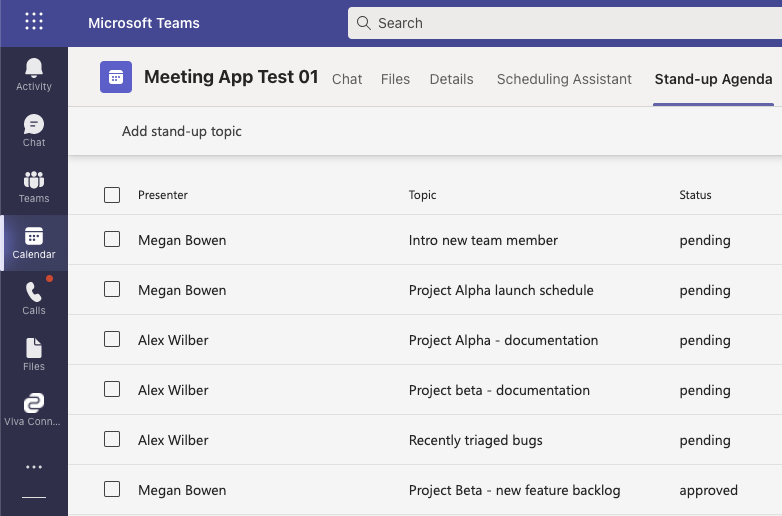 Microsoft Teams
Search
Activity
Chat
Teams
Calendar
Calls
Files
Viva Conn...
Meeting App Test 01 Chat Files Details Scheduling Assistant Stand-up Agenda
Add stand-up topic
Presenter Topic Status
Megan Bowen Intro new team member pending
Megan Bowen Project Alpha launch schedule pending
Alex Wilber Project Alpha - documentation pending
Alex Wilber Project beta - documentation pending
Alex Wilber Recently triaged bugs pending
Megan Bowen Project Beta - new feature backlog approved